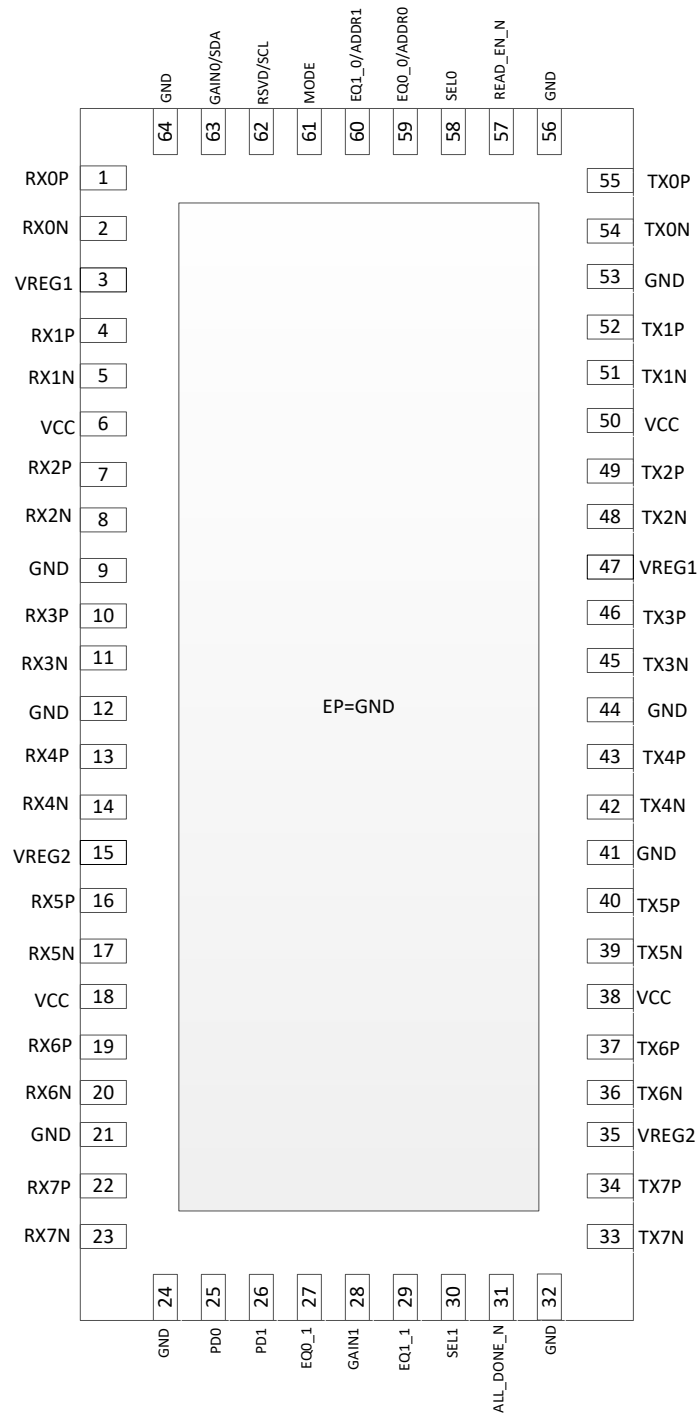 GND
GAIN0/SDA
RSVD/SCL
MODE
EQ1_0/ADDR1
EQ0_0/ADDR0
SEL0
READ_EN_N
GND
64
63
62
61
60
59
58
57
56
RX0P 1
RX0N 2
VREG1 3
RX1P 4
RX1N 5
VCC 6
RX2P 7
RX2N 8
GND 9
RX3P 10
RX3N 11
GND 12
RX4P 13
RX4N 14
VREG2 15
RX5P 16
RX5N 17
VCC 18
RX6P 19
RX6N 20
GND 21
RX7P 22
RX7N 23
EP=GND
55 TX0P
54 TX0N
53 GND
52 TX1P
51 TX1N
50 VCC
49 TX2P
48 TX2N
47 VREG1
46 TX3P
45 TX3N
44 GND
43 TX4P
42 TX4N
41 GND
40 TX5P
39 TX5N
38 VCC
37 TX6P
36 TX6N
35 VREG2
34 TX7P
33 TX7N
24
25
26
27
28
29
30
31
32
GND
PD0
PD1
EQ0_1
GAIN1
EQ1_1
SEL1
ALL_DONE_N
GND